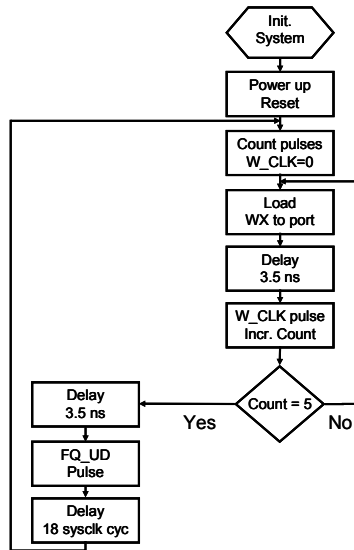 Init.
System
Power up
Reset
Count pulses
W_CLK=0
Load
WX to port
Delay
3.5 ns
W_CLK pulse
Incr. Count
Count = 5
Yes
No
Delay
3.5 ns
FQ_UD
Pulse
Delay
18 sysclk cyc